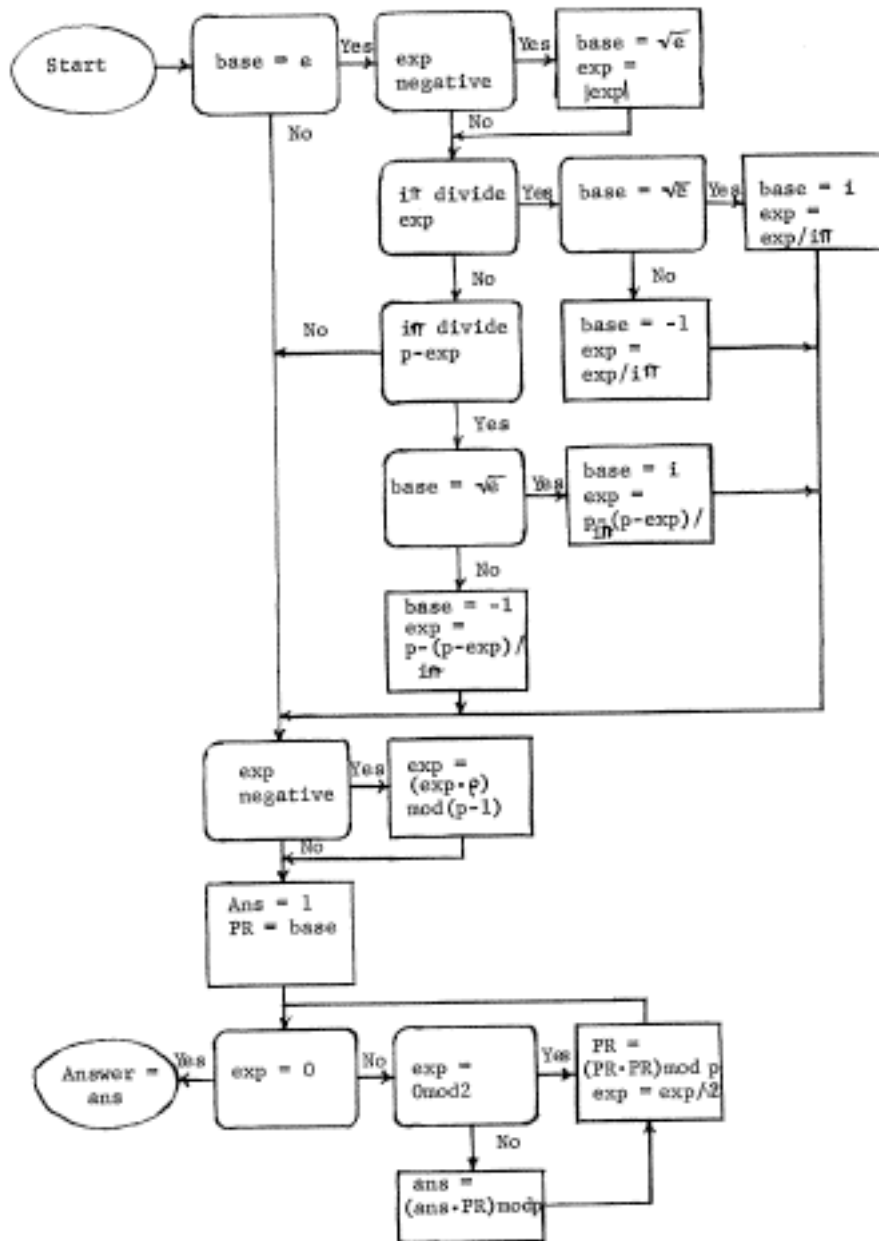 Start
base = e
Yes
exp
negative
Yes
base = √e
exp =
|exp|
No
No
iπ divide
exp
Yes
base = √e
Yes
base = i
exp =
exp/iπ
No
No
iπ divide
p-exp
No
base = -1
exp =
exp/iπ
Yes
base = √e
Yes
base = i
exp =
p-(p-exp)/
iπ
No
base = -1
exp =
p-(p-exp)/
iπ
exp
negative
Yes
exp =
(exp·ρ)
mod(p-1)
No
Ans = 1
PR = base
Answer =
ans
Yes
exp = 0
No
exp =
0mod2
Yes
PR =
(PR·PR)mod p
exp = exp/2
No
ans =
(ans·PR)modp